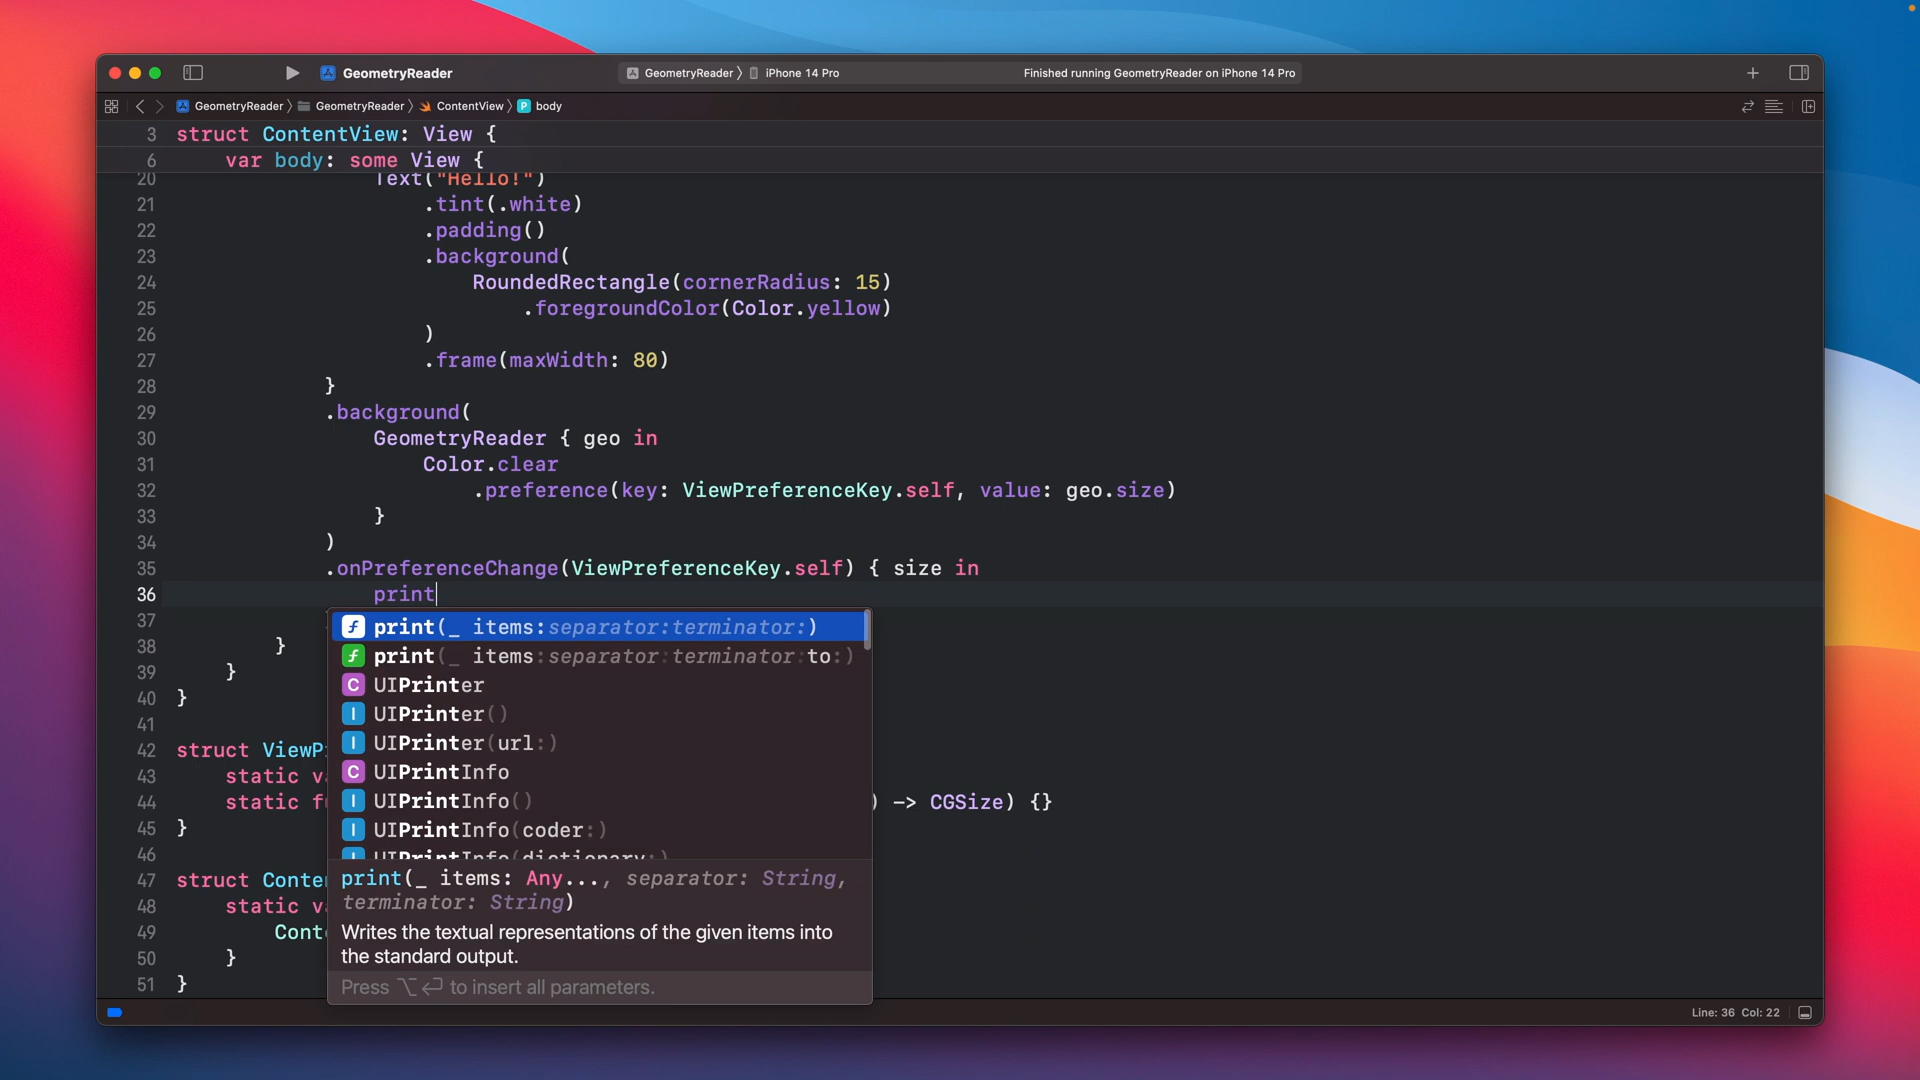 GeometryReader
GeometryReader 〉 iPhone 14 Pro
Finished running GeometryReader on iPhone 14 Pro
GeometryReader 〉 GeometryReader 〉 ContentView 〉 P body
3 struct ContentView: View {
6 var body: some View {
20 Text("Hello!")
21 .tint(.white)
22 .padding()
23 .background(
24 RoundedRectangle(cornerRadius: 15)
25 .foregroundColor(Color.yellow)
26 )
27 .frame(maxWidth: 80)
28 }
29 .background(
30 GeometryReader { geo in
31 Color.clear
32 .preference(key: ViewPreferenceKey.self, value: geo.size)
33 }
34 )
35 .onPreferenceChange(ViewPreferenceKey.self) { size in
36 print
37
38 }
39 }
40 }
41
42 struct ViewP
43 static v
44 static f ) -> CGSize) {}
45 }
46
47 struct Conte
48 static v
49 Cont
50 }
51 }
f print(_ items:separator:terminator:)
f print(_ items:separator:terminator:to:)
C UIPrinter
I UIPrinter()
I UIPrinter(url:)
C UIPrintInfo
I UIPrintInfo()
I UIPrintInfo(coder:)
I UIPrintInfo(dictionary:)
print(_ items: Any..., separator: String,
terminator: String)
Writes the textual representations of the given items into
the standard output.
Press ⌥⏎ to insert all parameters.
Line: 36 Col: 22